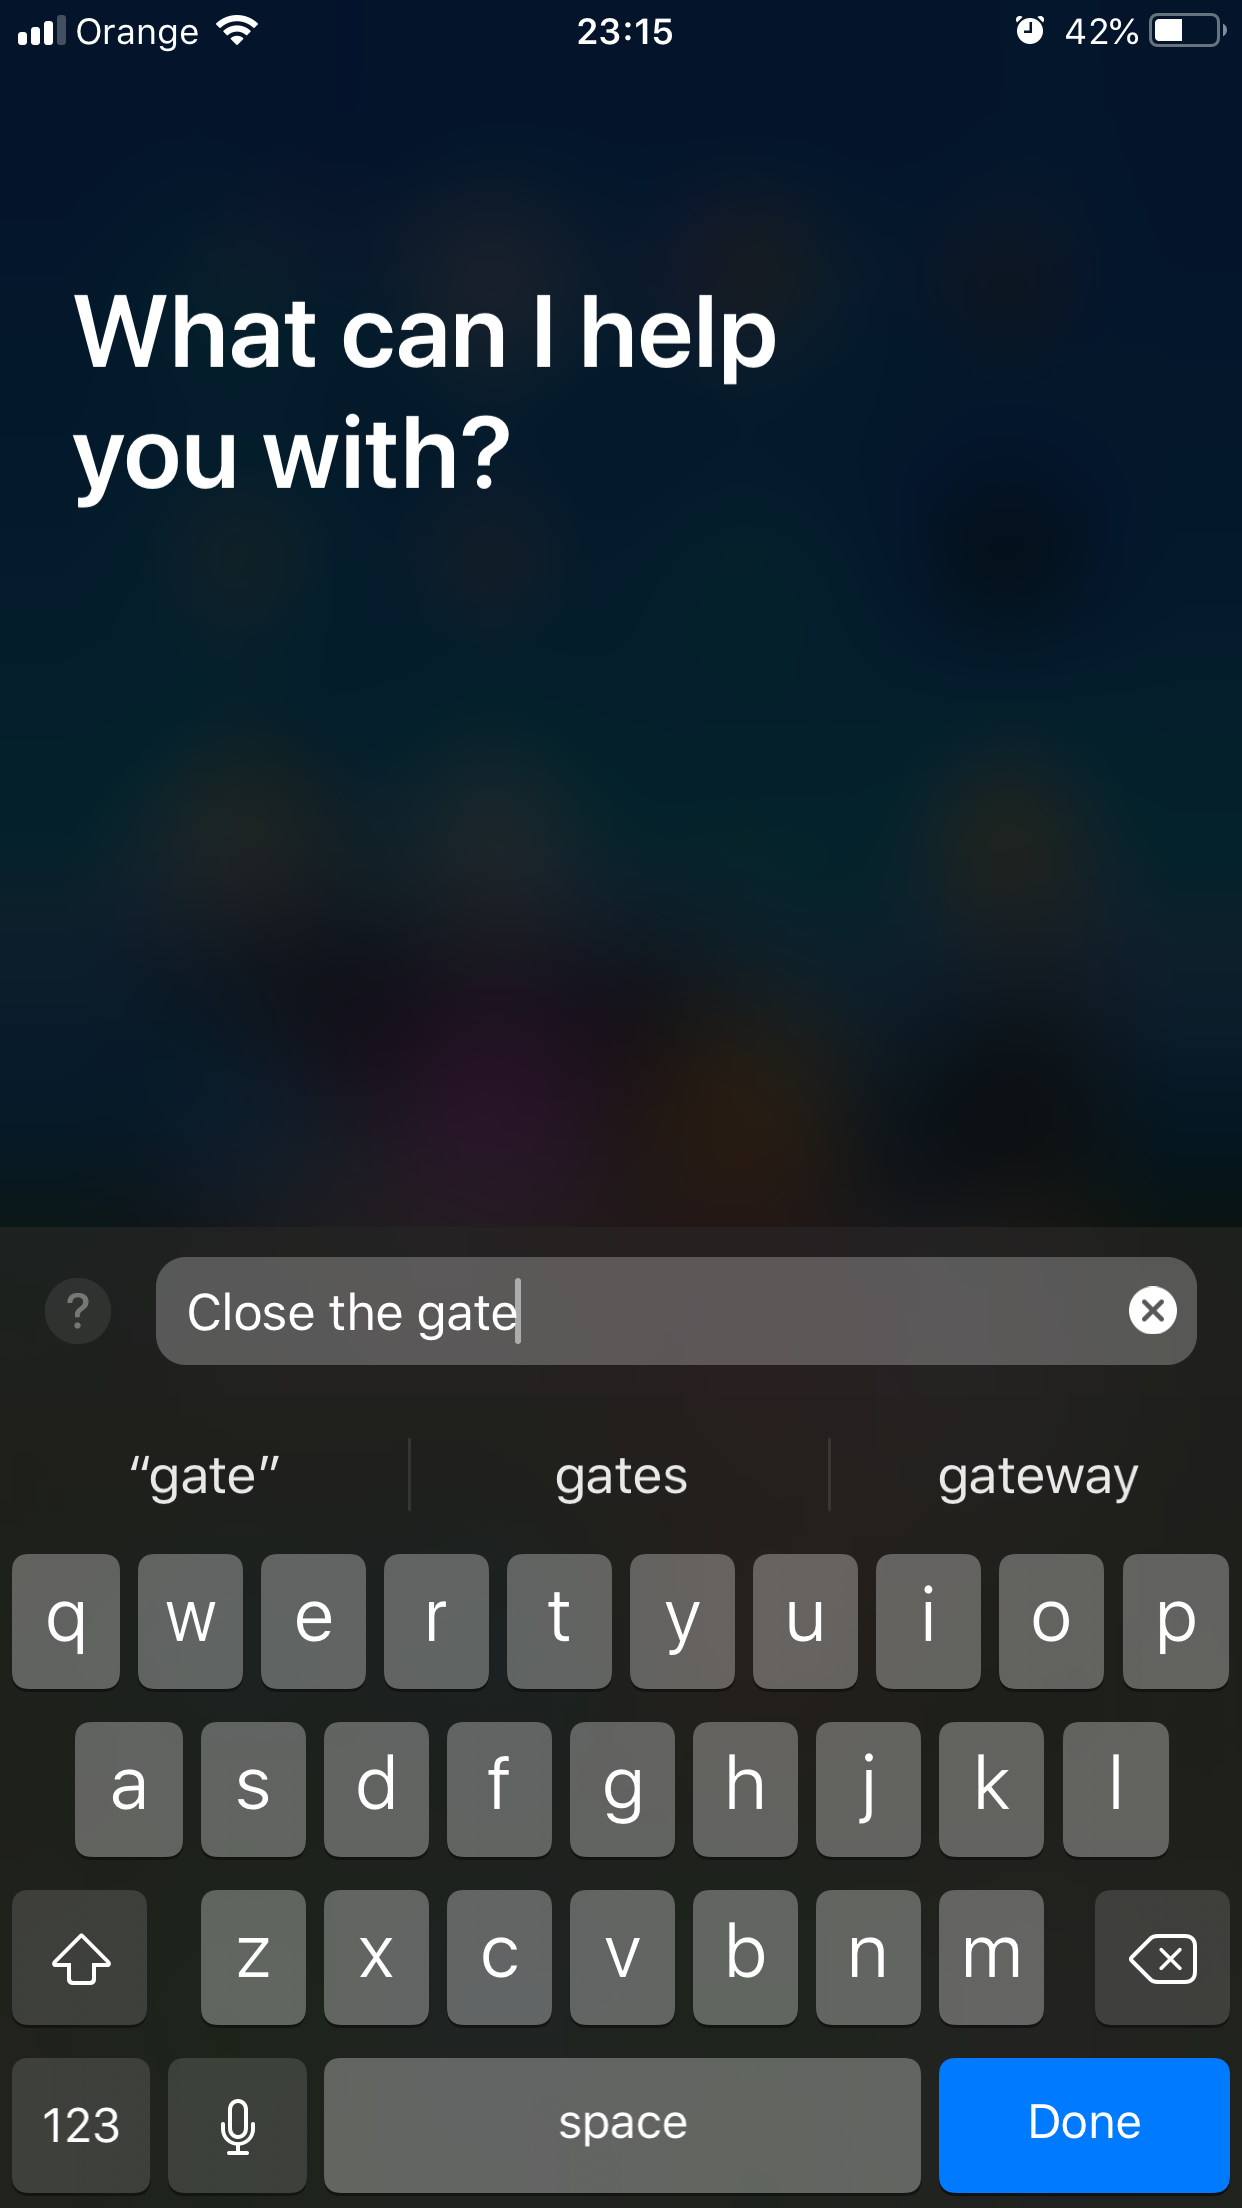 Orange 23:15 42%
What can I help
you with?
? Close the gate
“gate” gates gateway
q w e r t y u i o p
a s d f g h j k l
z x c v b n m
123 space Done